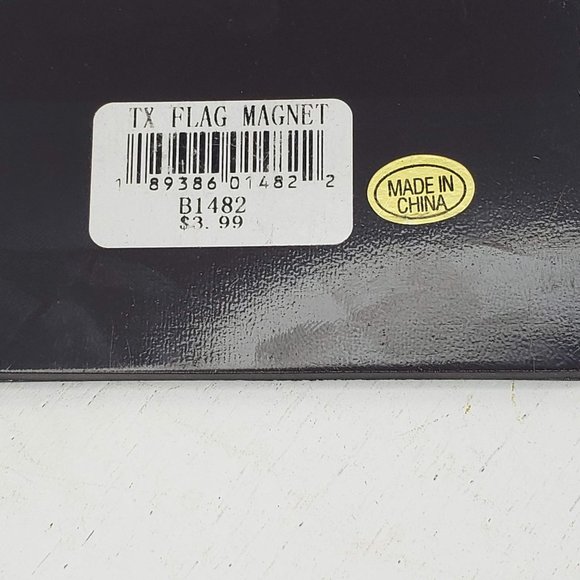 TX FLAG MAGNET
1 89386 01482 2
B1482
$3.99
MADE IN
CHINA